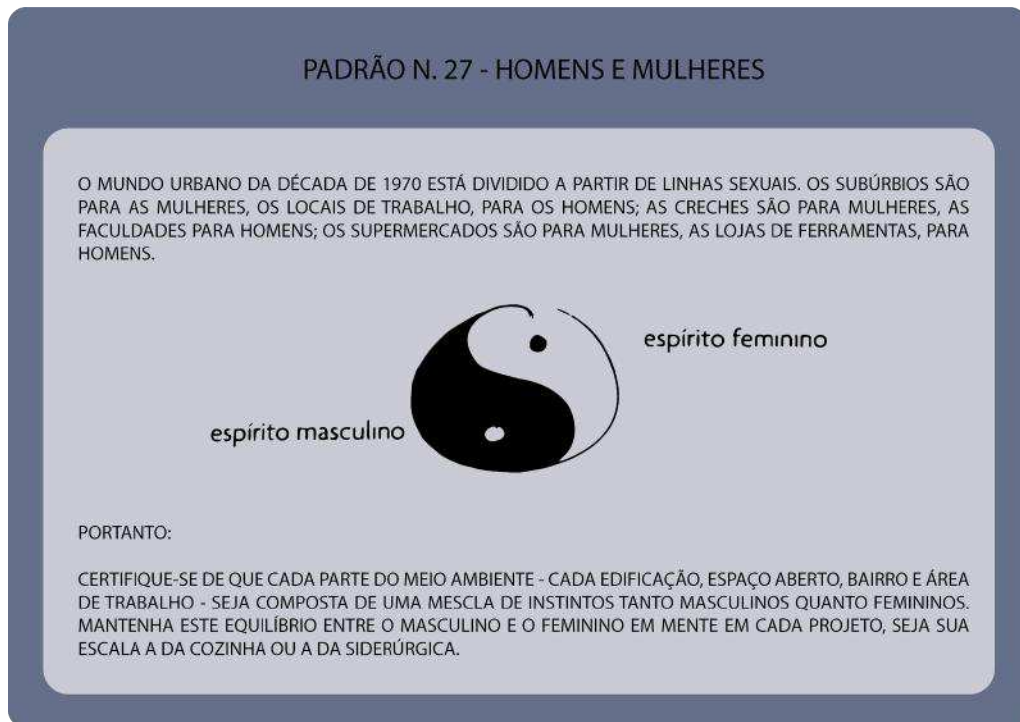 PADRÃO N. 27 - HOMENS E MULHERES
O MUNDO URBANO DA DÉCADA DE 1970 ESTÁ DIVIDIDO A PARTIR DE LINHAS SEXUAIS. OS SUBÚRBIOS SÃO
PARA AS MULHERES, OS LOCAIS DE TRABALHO, PARA OS HOMENS; AS CRECHES SÃO PARA MULHERES, AS
FACULDADES PARA HOMENS; OS SUPERMERCADOS SÃO PARA MULHERES, AS LOJAS DE FERRAMENTAS, PARA
HOMENS.
espírito feminino
espírito masculino
PORTANTO:
CERTIFIQUE-SE DE QUE CADA PARTE DO MEIO AMBIENTE - CADA EDIFICAÇÃO, ESPAÇO ABERTO, BAIRRO E ÁREA
DE TRABALHO - SEJA COMPOSTA DE UMA MESCLA DE INSTINTOS TANTO MASCULINOS QUANTO FEMININOS.
MANTENHA ESTE EQUILÍBRIO ENTRE O MASCULINO E O FEMININO EM MENTE EM CADA PROJETO, SEJA SUA
ESCALA A DA COZINHA OU A DA SIDERÚRGICA.